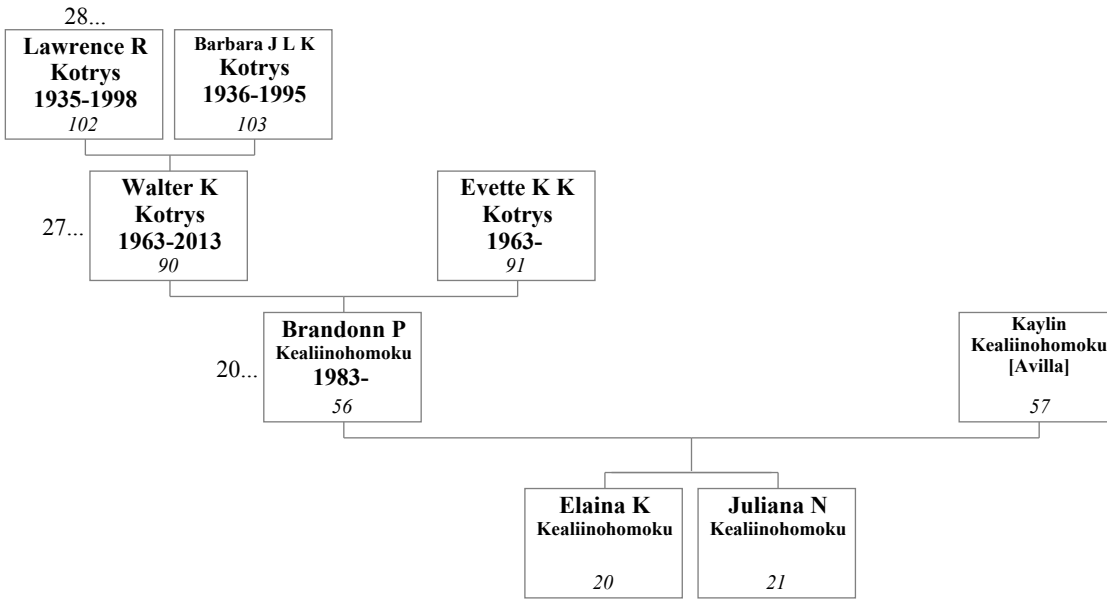 28...
Lawrence R
Kotrys
1935-1998
102
Barbara J L K
Kotrys
1936-1995
103
27...
Walter K
Kotrys
1963-2013
90
Evette K K
Kotrys
1963-
91
20...
Brandonn P
Kealiinohomoku
1983-
56
Kaylin
Kealiinohomoku
[Avilla]
57
Elaina K
Kealiinohomoku
20
Juliana N
Kealiinohomoku
21